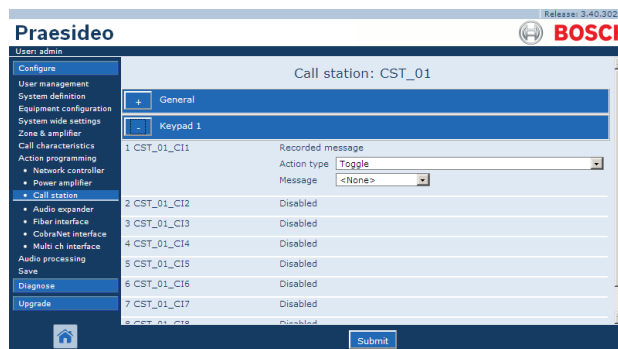 Release: 3.40.302
Praesideo
BOSCH
User: admin
Configure
User management
System definition
Equipment configuration
System wide settings
Zone & amplifier
Call characteristics
Action programming
• Network controller
• Power amplifier
• Call station
• Audio expander
• Fiber interface
• CobraNet interface
• Multi ch interface
Audio processing
Save
Diagnose
Upgrade
Call station: CST_01
+ General
- Keypad 1
1 CST_01_CI1 Recorded message
Action type Toggle
Message <None>
2 CST_01_CI2 Disabled
3 CST_01_CI3 Disabled
4 CST_01_CI4 Disabled
5 CST_01_CI5 Disabled
6 CST_01_CI6 Disabled
7 CST_01_CI7 Disabled
8 CST_01_CI8 Disabled
Submit